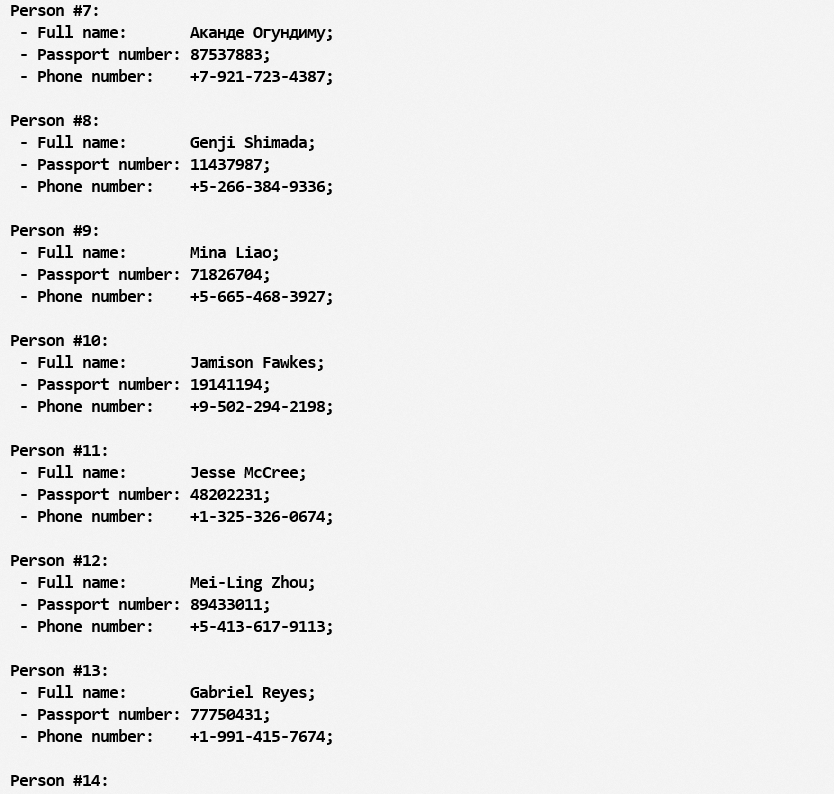 Person #7:
- Full name: Аканде Огундиму;
- Passport number: 87537883;
- Phone number: +7-921-723-4387;
Person #8:
- Full name: Genji Shimada;
- Passport number: 11437987;
- Phone number: +5-266-384-9336;
Person #9:
- Full name: Mina Liao;
- Passport number: 71826704;
- Phone number: +5-665-468-3927;
Person #10:
- Full name: Jamison Fawkes;
- Passport number: 19141194;
- Phone number: +9-502-294-2198;
Person #11:
- Full name: Jesse McCree;
- Passport number: 48202231;
- Phone number: +1-325-326-0674;
Person #12:
- Full name: Mei-Ling Zhou;
- Passport number: 89433011;
- Phone number: +5-413-617-9113;
Person #13:
- Full name: Gabriel Reyes;
- Passport number: 77750431;
- Phone number: +1-991-415-7674;
Person #14: